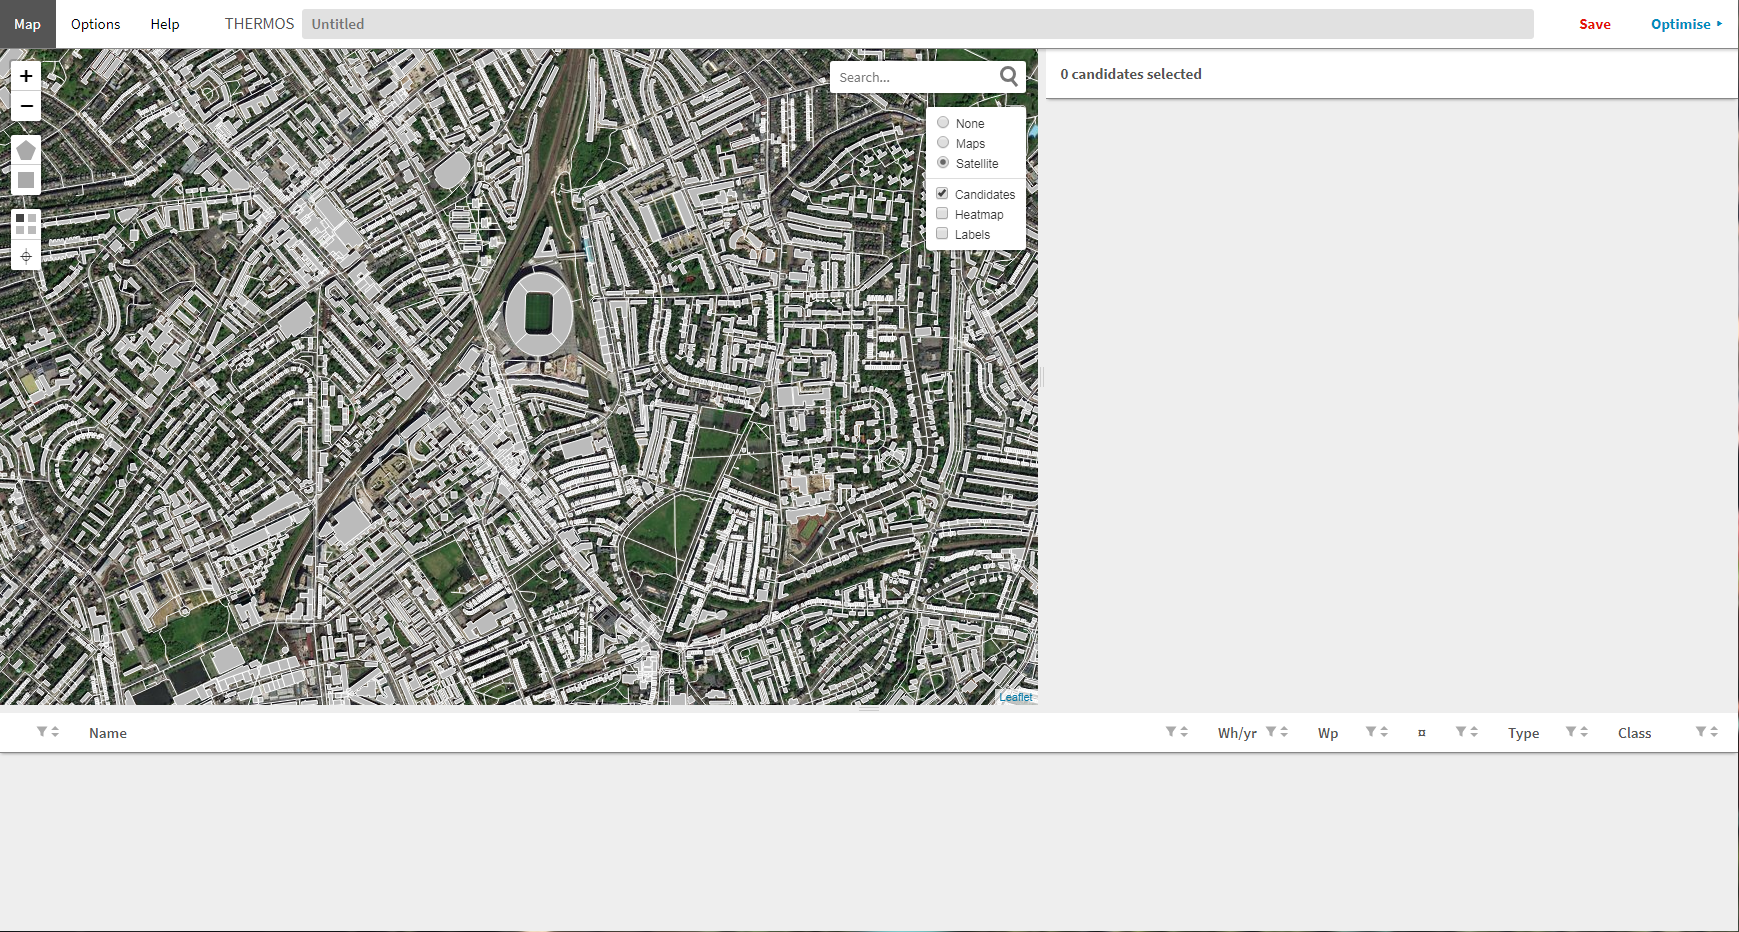 Map Options Help THERMOS Untitled Save Optimise ▸
+
−
Search...
None
Maps
Satellite
Candidates
Heatmap
Labels
Leaflet
0 candidates selected
Name Wh/yr Wp ¤ Type Class